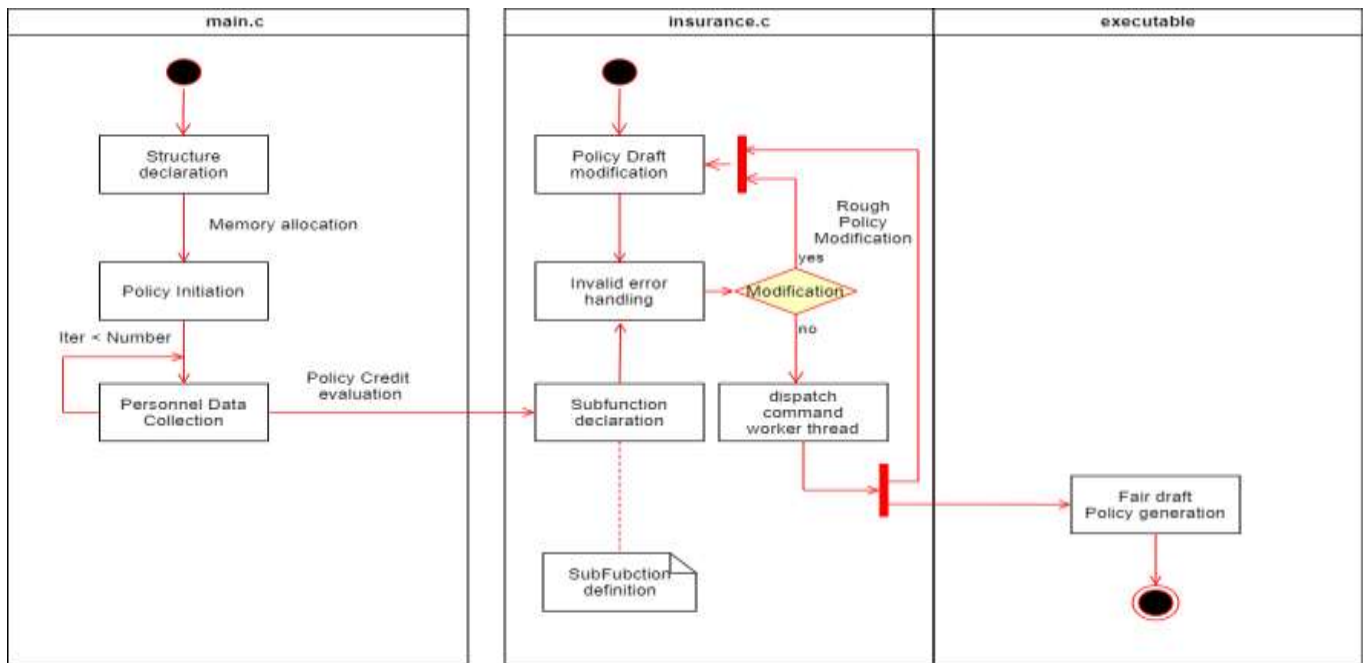 main.c
insurance.c
executable
Structure
declaration
Memory allocation
Policy Initiation
Iter < Number
Personnel Data
Collection
Policy Credit
evaluation
Policy Draft
modification
Rough
Policy
Modification
yes
Invalid error
handling
Modification
no
Subfunction
declaration
dispatch
command
worker thread
SubFubction
definition
Fair draft
Policy generation